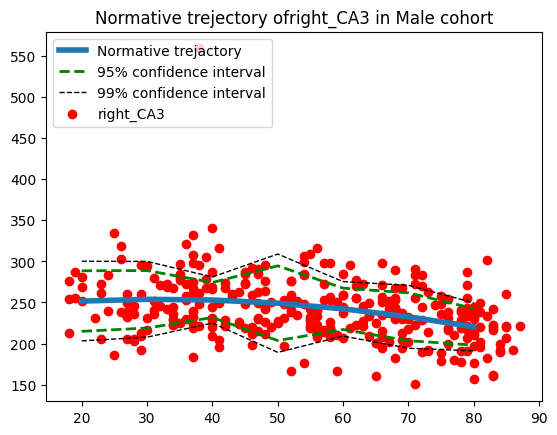 Normative trejectory ofright_CA3 in Male cohort
Normative trejactory
95% confidence interval
99% confidence interval
right_CA3
550
500
450
400
350
300
250
200
150
20 30 40 50 60 70 80 90